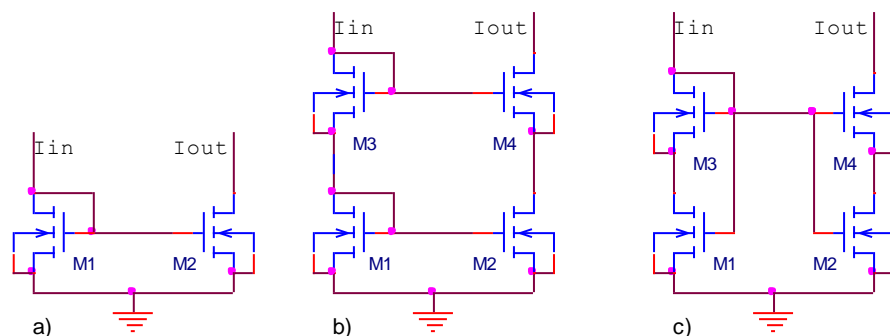 Iin Iout
M3 M4
M1 M2
b)
Iin Iout
M3 M4
M1 M2
c)
Iin Iout
M1 M2
a)